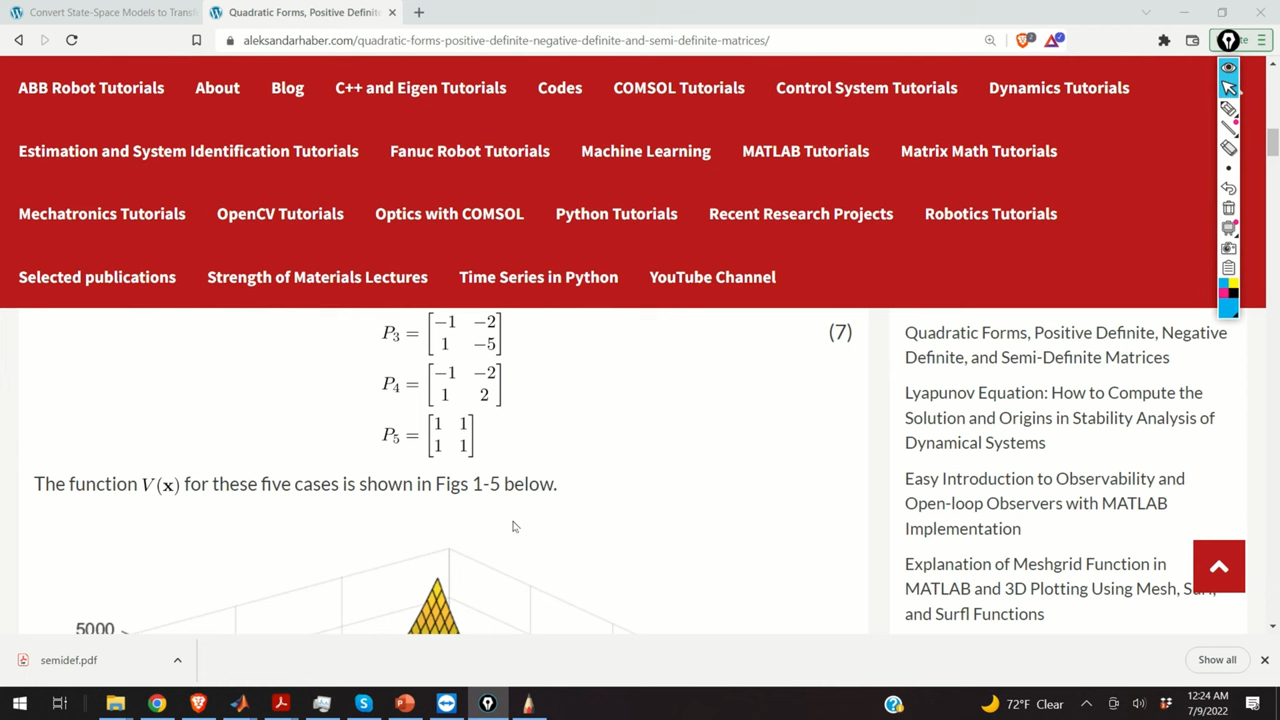 Convert State-Space Models to Transf
Quadratic Forms, Positive Definite
aleksandarhaber.com/quadratic-forms-positive-definite-negative-definite-and-semi-definite-matrices/
2
ABB Robot Tutorials About Blog C++ and Eigen Tutorials Codes COMSOL Tutorials Control System Tutorials Dynamics Tutorials
Estimation and System Identification Tutorials Fanuc Robot Tutorials Machine Learning MATLAB Tutorials Matrix Math Tutorials
Mechatronics Tutorials OpenCV Tutorials Optics with COMSOL Python Tutorials Recent Research Projects Robotics Tutorials
Selected publications Strength of Materials Lectures Time Series in Python YouTube Channel
P3 = [−1 −2
1 −5] (7)
P4 = [−1 −2
1 2]
P5 = [1 1
1 1]
The function V(x) for these five cases is shown in Figs 1-5 below.
5000
Quadratic Forms, Positive Definite, Negative
Definite, and Semi-Definite Matrices
Lyapunov Equation: How to Compute the
Solution and Origins in Stability Analysis of
Dynamical Systems
Easy Introduction to Observability and
Open-loop Observers with MATLAB
Implementation
Explanation of Meshgrid Function in
MATLAB and 3D Plotting Using Mesh, Surf,
and Surfl Functions
semidef.pdf
Show all
72°F Clear
12:24 AM
7/9/2022